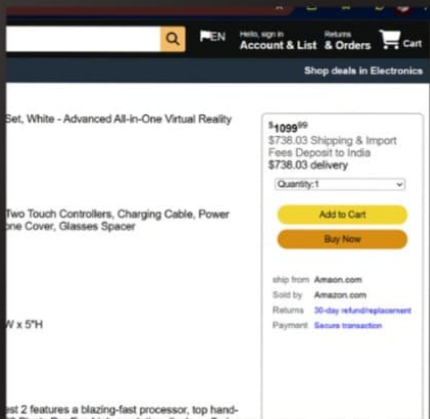 EN
Hello, sign in
Account & List
Returns
& Orders
Cart
Shop deals in Electronics
Set, White - Advanced All-in-One Virtual Reality
$1099⁹⁹
$738.03 Shipping & Import
Fees Deposit to India
$738.03 delivery
Quantity:1
Two Touch Controllers, Charging Cable, Power
one Cover, Glasses Spacer
Add to Cart
Buy Now
ship from Amaon.com
Sold by Amazon.com
Returns 30-day refund/replacement
Payment Secure transaction
W x 5"H
est 2 features a blazing-fast processor, top hand-